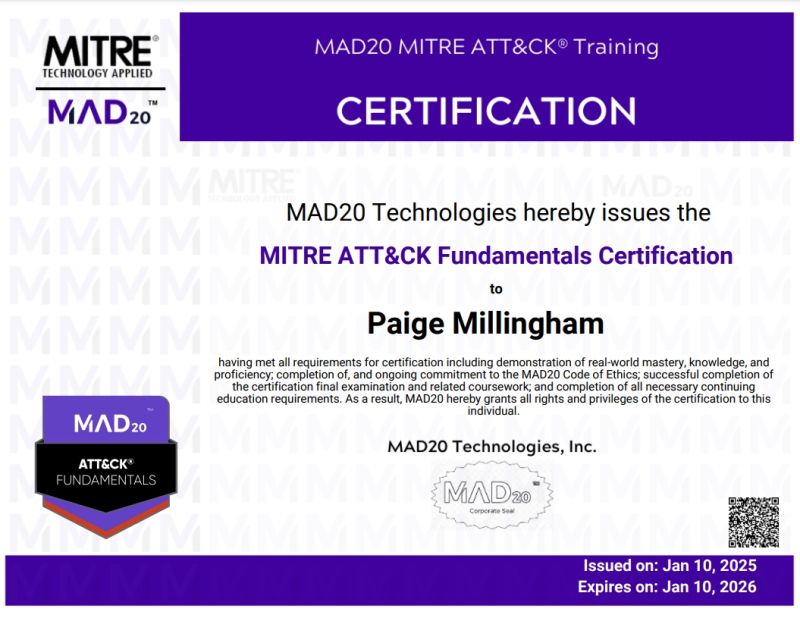 MITRE®
TECHNOLOGY APPLIED
MAD20™
MAD20 MITRE ATT&CK® Training
CERTIFICATION
MITRE
TECHNOLOGY APPLIED
MAD20
MAD20 Technologies hereby issues the
MITRE ATT&CK Fundamentals Certification
to
Paige Millingham
having met all requirements for certification including demonstration of real-world mastery, knowledge, and
proficiency; completion of, and ongoing commitment to the MAD20 Code of Ethics; successful completion of
the certification final examination and related coursework; and completion of all necessary continuing
education requirements. As a result, MAD20 hereby grants all rights and privileges of the certification to this
individual.
MAD20™
ATT&CK®
FUNDAMENTALS
MAD20 Technologies, Inc.
MAD20™
Corporate Seal
Issued on: Jan 10, 2025
Expires on: Jan 10, 2026